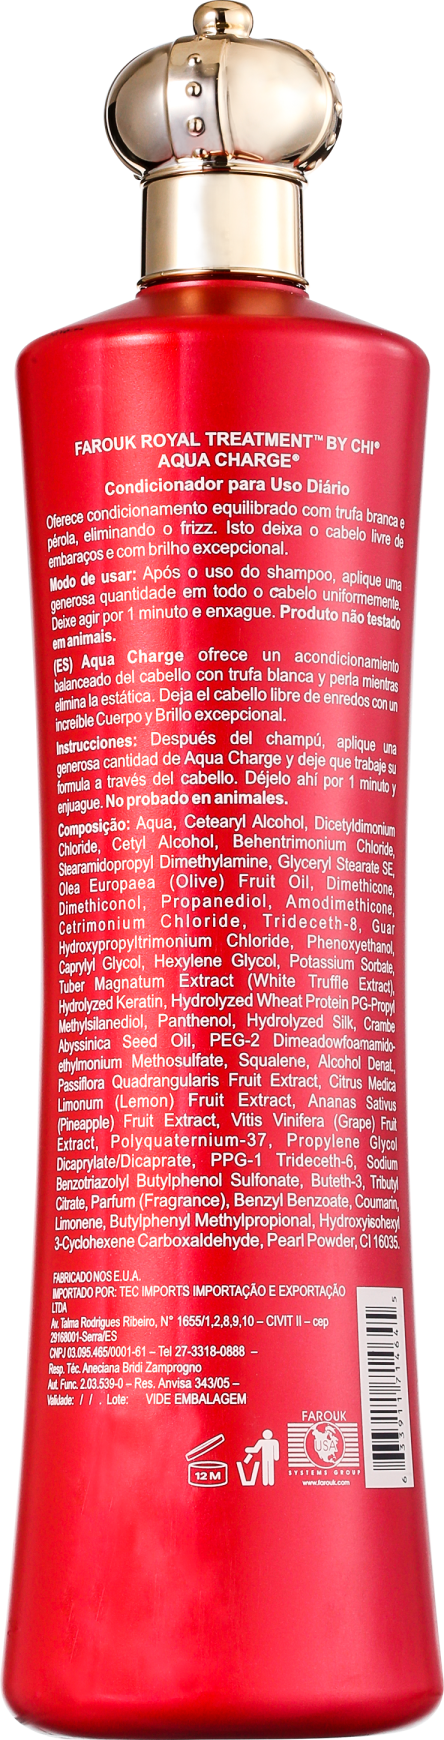 FAROUK ROYAL TREATMENT™ BY CHI®
AQUA CHARGE®
Condicionador para Uso Diário
Oferece condicionamento equilibrado com trufa branca e
pérola, eliminando o frizz. Isto deixa o cabelo livre de
embaraços e com brilho excepcional.
Modo de usar: Após o uso do shampoo, aplique uma
generosa quantidade em todo o cabelo uniformemente.
Deixe agir por 1 minuto e enxague. Produto não testado
em animais.
(ES) Aqua Charge ofrece un acondicionamiento
balanceado del cabello con trufa blanca y perla mientras
elimina la estática. Deja el cabello libre de enredos con un
increíble Cuerpo y Brillo excepcional.
Instrucciones: Después del champú, aplique una
generosa cantidad de Aqua Charge y deje que trabaje su
formula a través del cabello. Déjelo ahí por 1 minuto y
enjuague. No probado en animales.
Composição: Aqua, Cetearyl Alcohol, Dicetyldimonium
Chloride, Cetyl Alcohol, Behentrimonium Chloride,
Stearamidopropyl Dimethylamine, Glyceryl Stearate SE,
Olea Europaea (Olive) Fruit Oil, Dimethicone,
Dimethiconol, Propanediol, Amodimethicone,
Cetrimonium Chloride, Trideceth-8, Guar
Hydroxypropyltrimonium Chloride, Phenoxyethanol,
Caprylyl Glycol, Hexylene Glycol, Potassium Sorbate,
Tuber Magnatum Extract (White Truffle Extract),
Hydrolyzed Keratin, Hydrolyzed Wheat Protein PG-Propyl
Methylsilanediol, Panthenol, Hydrolyzed Silk, Crambe
Abyssinica Seed Oil, PEG-2 Dimeadowfoamamido-
ethylmonium Methosulfate, Squalene, Alcohol Denat.,
Passiflora Quadrangularis Fruit Extract, Citrus Medica
Limonum (Lemon) Fruit Extract, Ananas Sativus
(Pineapple) Fruit Extract, Vitis Vinifera (Grape) Fruit
Extract, Polyquaternium-37, Propylene Glycol
Dicaprylate/Dicaprate, PPG-1 Trideceth-6, Sodium
Benzotriazolyl Butylphenol Sulfonate, Buteth-3, Tributyl
Citrate, Parfum (Fragrance), Benzyl Benzoate, Coumarin,
Limonene, Butylphenyl Methylpropional, Hydroxyisohexyl
3-Cyclohexene Carboxaldehyde, Pearl Powder, CI 16035.
FABRICADO NOS E.U.A.
IMPORTADO POR: TEC IMPORTS IMPORTAÇÃO E EXPORTAÇÃO
LTDA
Av. Talma Rodrigues Ribeiro, N° 1655/1,2,8,9,10 – CIVIT II – cep
29168001-Serra/ES
CNPJ 03.095.465/0001-61 – Tel 27-3318-0888 –
Resp. Téc. Aneciana Bridi Zamprogno
Aut. Func. 2.03.539-0 – Res. Anvisa 343/05 –
Validade: / / . Lote: VIDE EMBALAGEM
12 M
FAROUK
USA
SYSTEMS GROUP
www.farouk.com
6 33911 71464 5